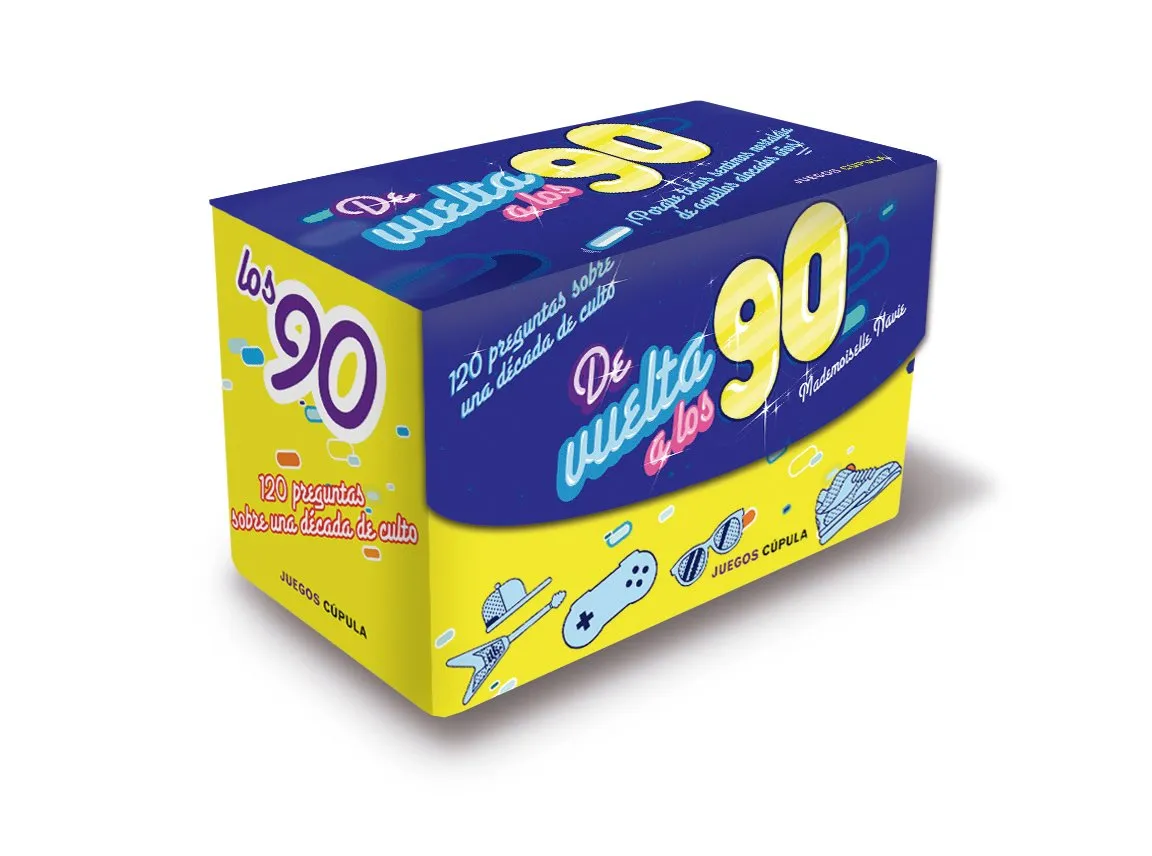 De
vuelta
a los
90
¡Porque todos sentimos nostalgia
de aquellos alocados años!
JUEGOS CÚPULA
los
90
120 preguntas
sobre una década de culto
JUEGOS CÚPULA
120 preguntas sobre
una década de culto
De
vuelta
a los
90
Mademoiselle Navie
JUEGOS CÚPULA